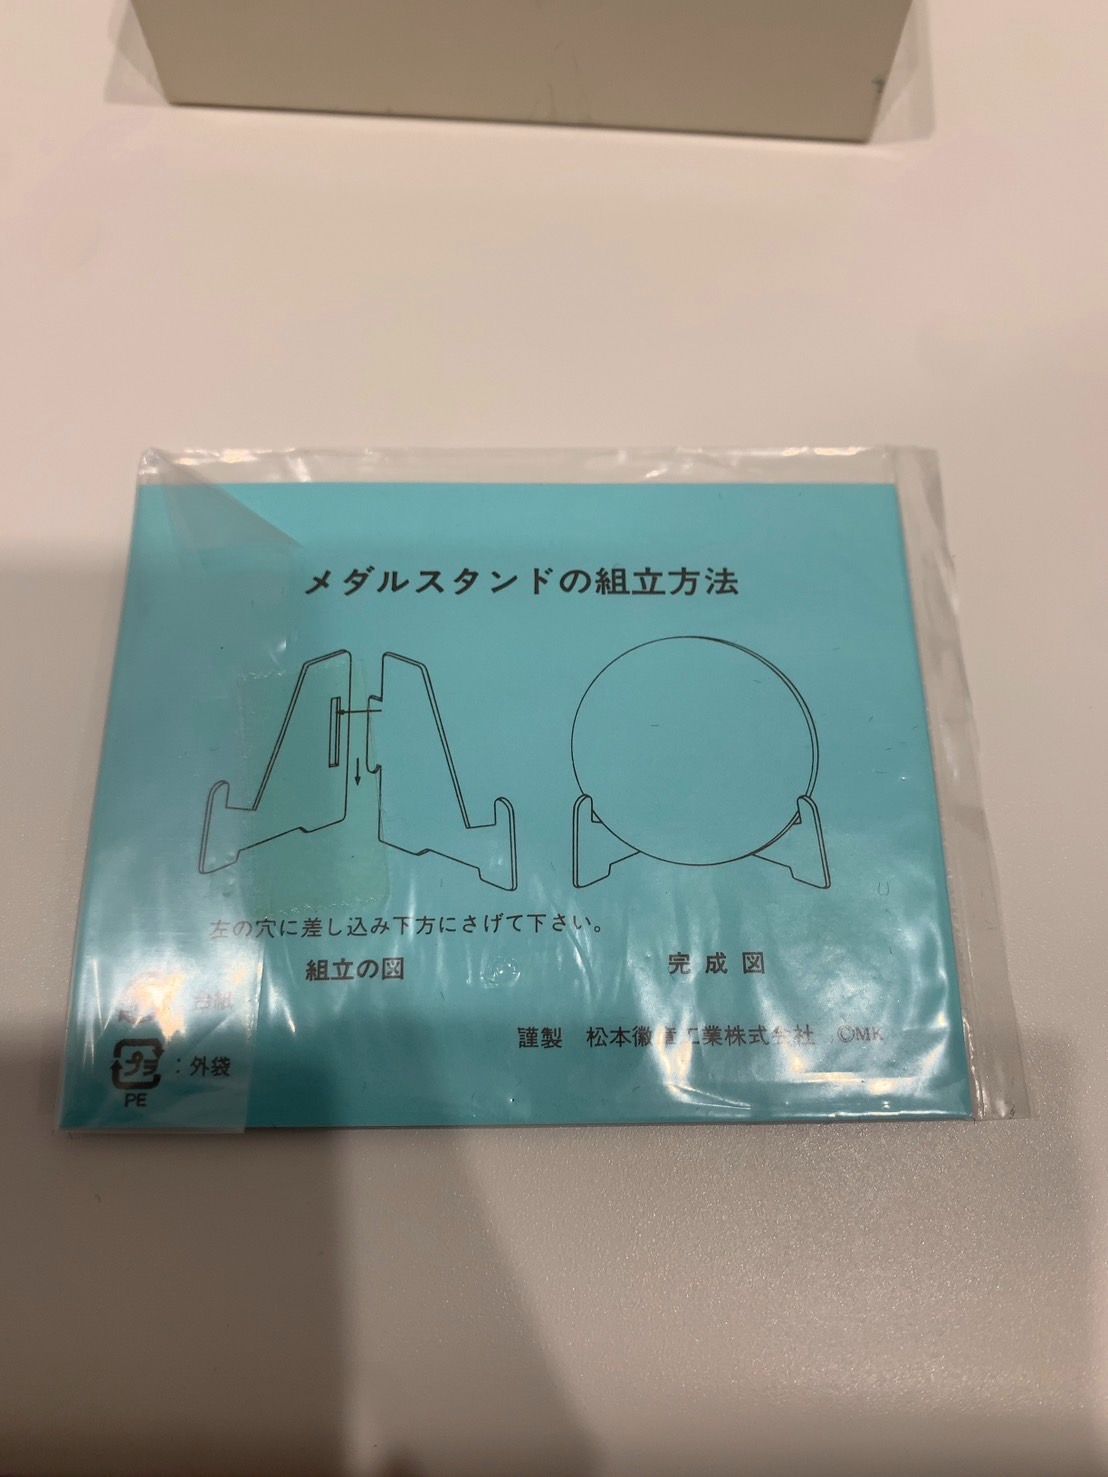 メダルスタンドの組立方法
左の穴に差し込み下方にさげて下さい。
組立の図
完成図
台紙
プラ
：外袋
PE
謹製　松本徽章工業株式会社　©MK